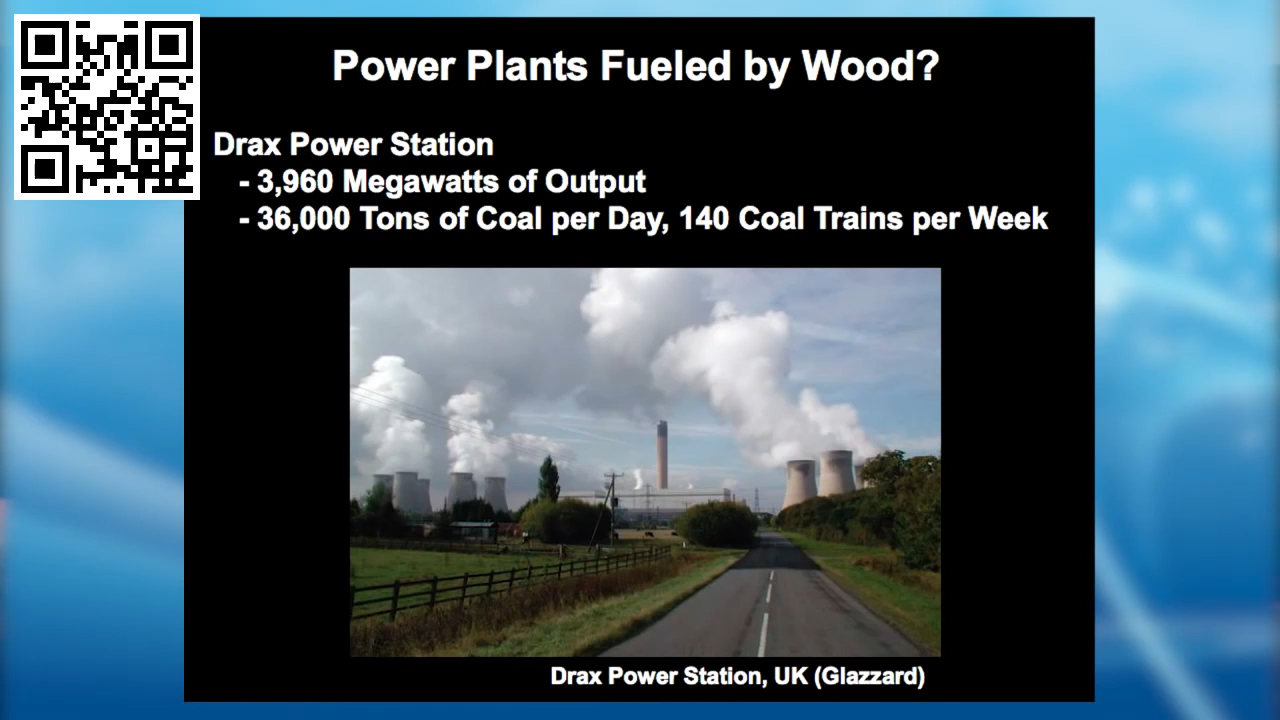 Power Plants Fueled by Wood?
Drax Power Station
- 3,960 Megawatts of Output
- 36,000 Tons of Coal per Day, 140 Coal Trains per Week
Drax Power Station, UK (Glazzard)